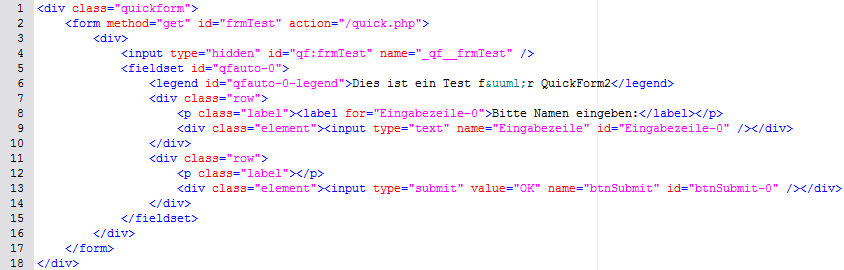 1 <div class="quickform">
2 <form method="get" id="frmTest" action="/quick.php">
3 <div>
4 <input type="hidden" id="qf:frmTest" name="_qf__frmTest" />
5 <fieldset id="qfauto-0">
6 <legend id="qfauto-0-legend">Dies ist ein Test f&uuml;r QuickForm2</legend>
7 <div class="row">
8 <p class="label"><label for="Eingabezeile-0">Bitte Namen eingeben:</label></p>
9 <div class="element"><input type="text" name="Eingabezeile" id="Eingabezeile-0" /></div>
10 </div>
11 <div class="row">
12 <p class="label"></p>
13 <div class="element"><input type="submit" value="OK" name="btnSubmit" id="btnSubmit-0" /></div>
14 </div>
15 </fieldset>
16 </div>
17 </form>
18 </div>